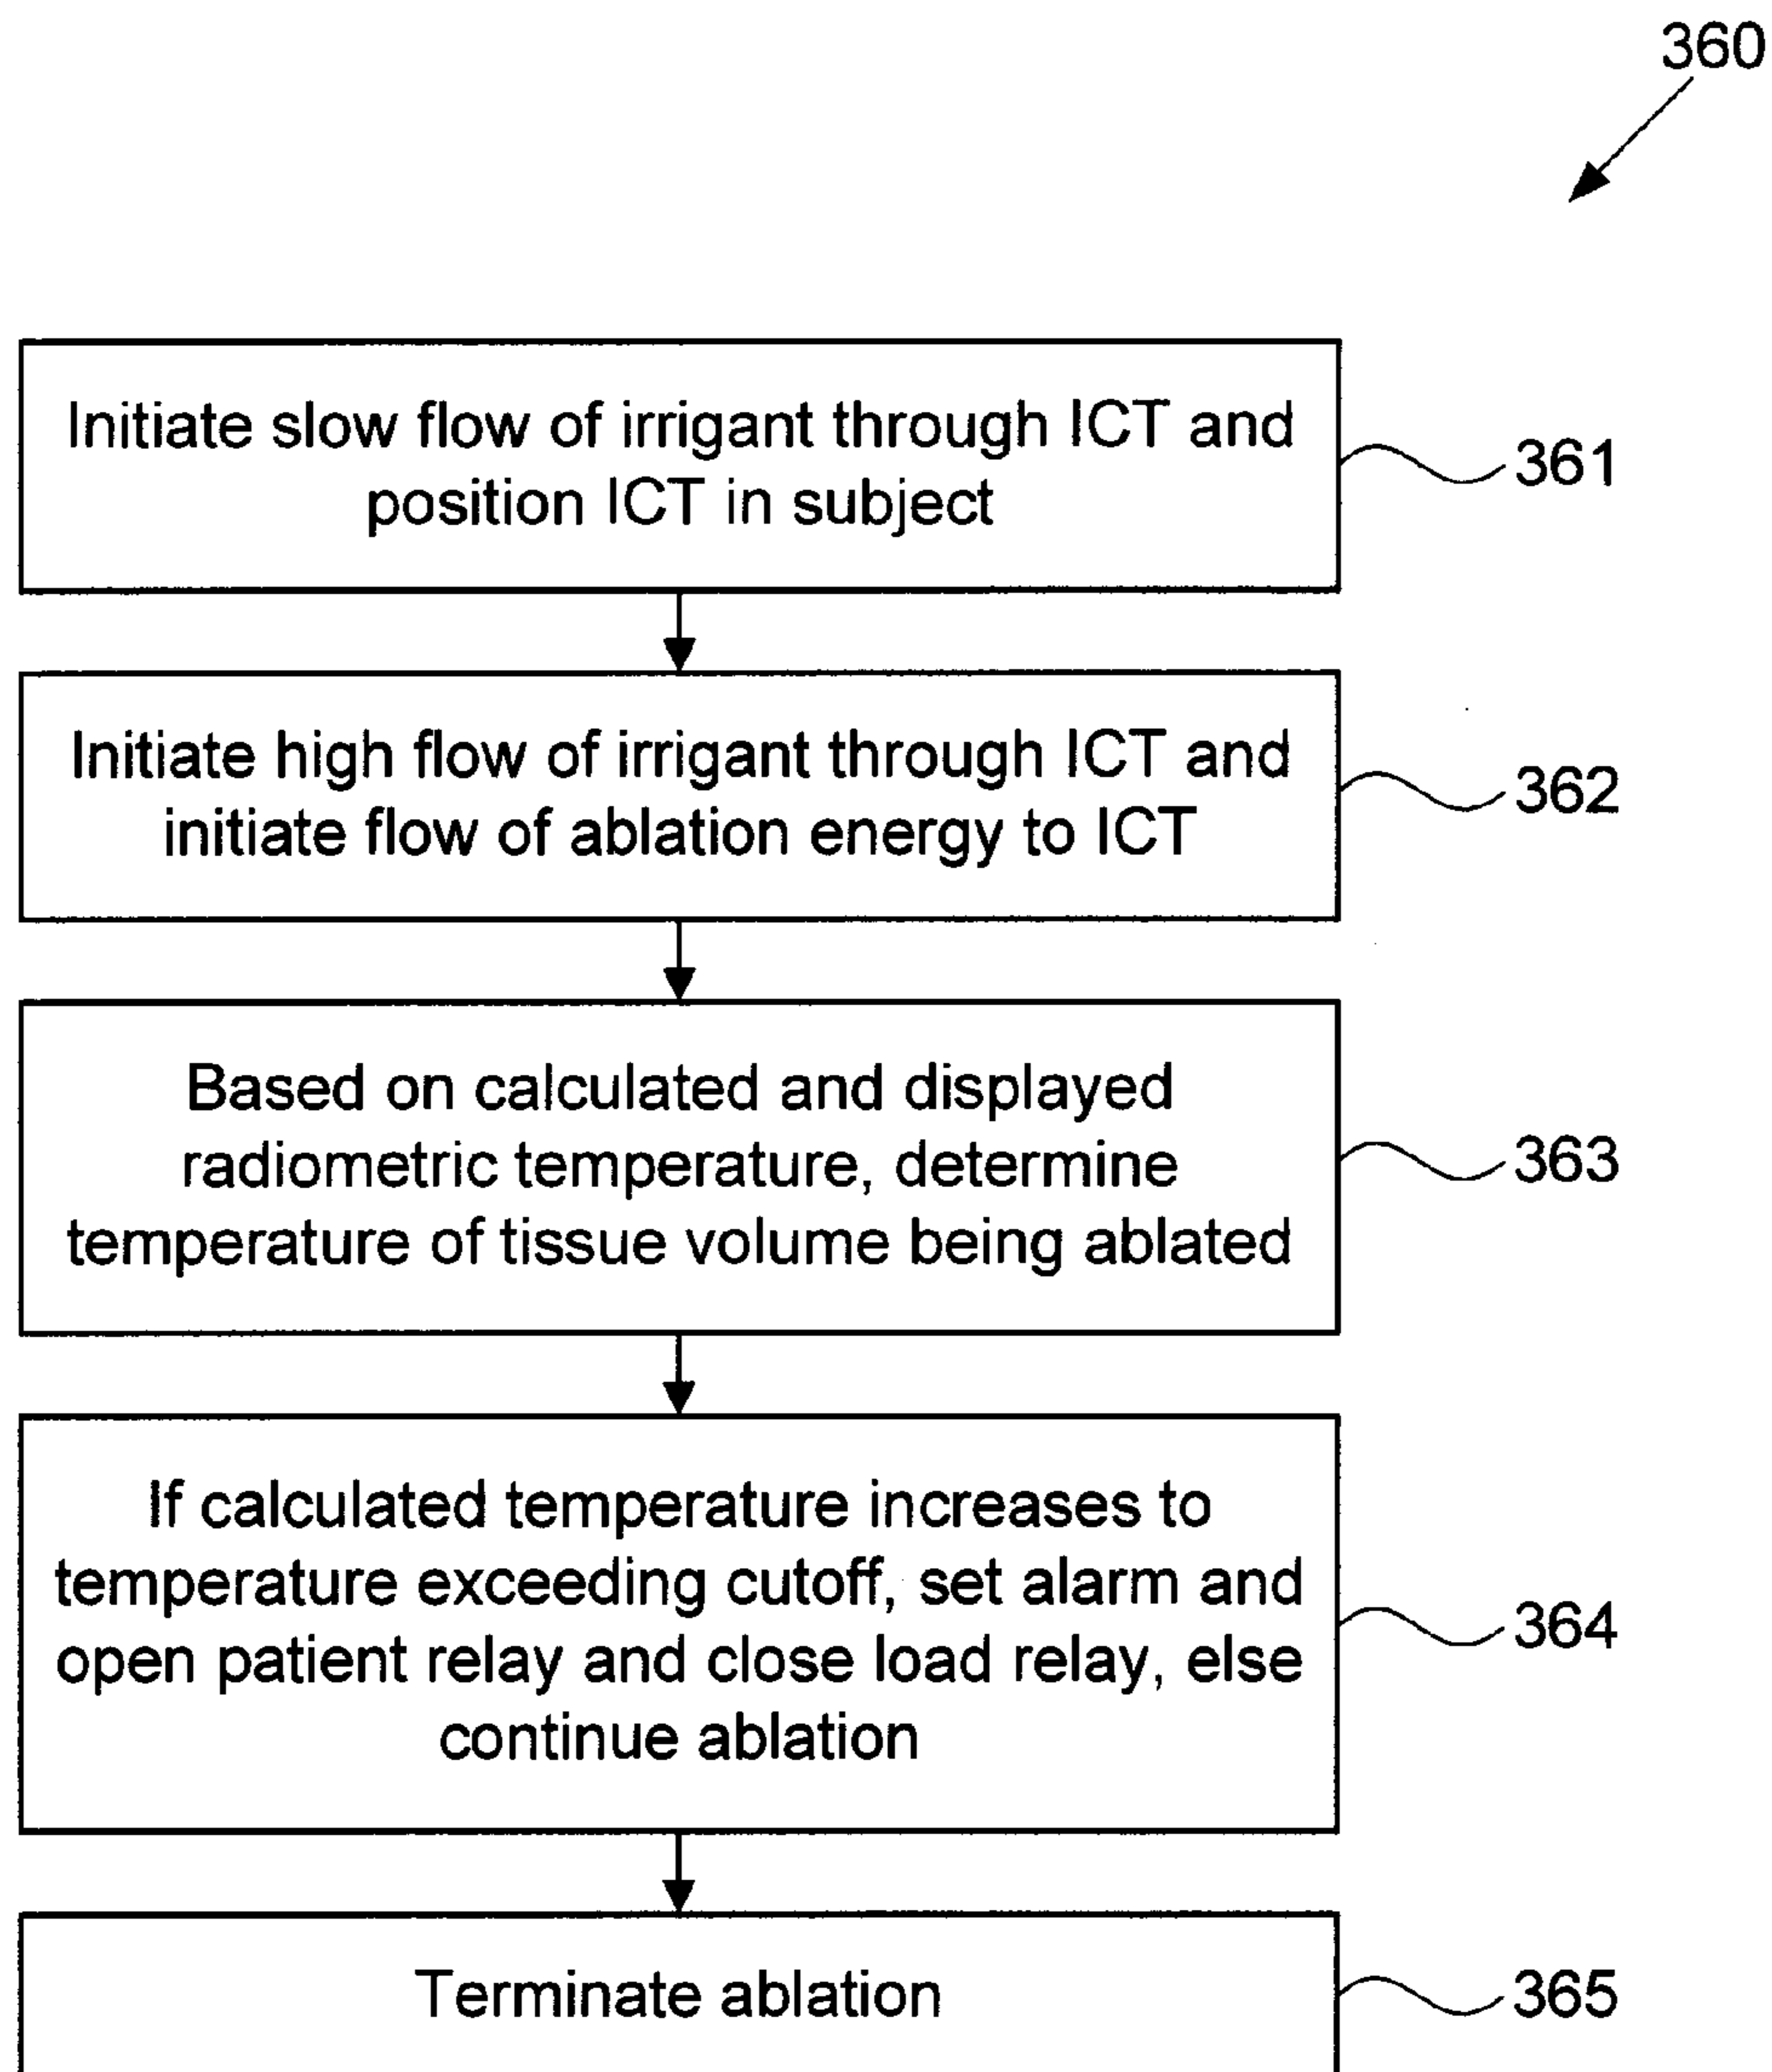 360
Initiate slow flow of irrigant through ICT and
position ICT in subject
361
Initiate high flow of irrigant through ICT and
initiate flow of ablation energy to ICT
362
Based on calculated and displayed
radiometric temperature, determine
temperature of tissue volume being ablated
363
If calculated temperature increases to
temperature exceeding cutoff, set alarm and
open patient relay and close load relay, else
continue ablation
364
Terminate ablation
365